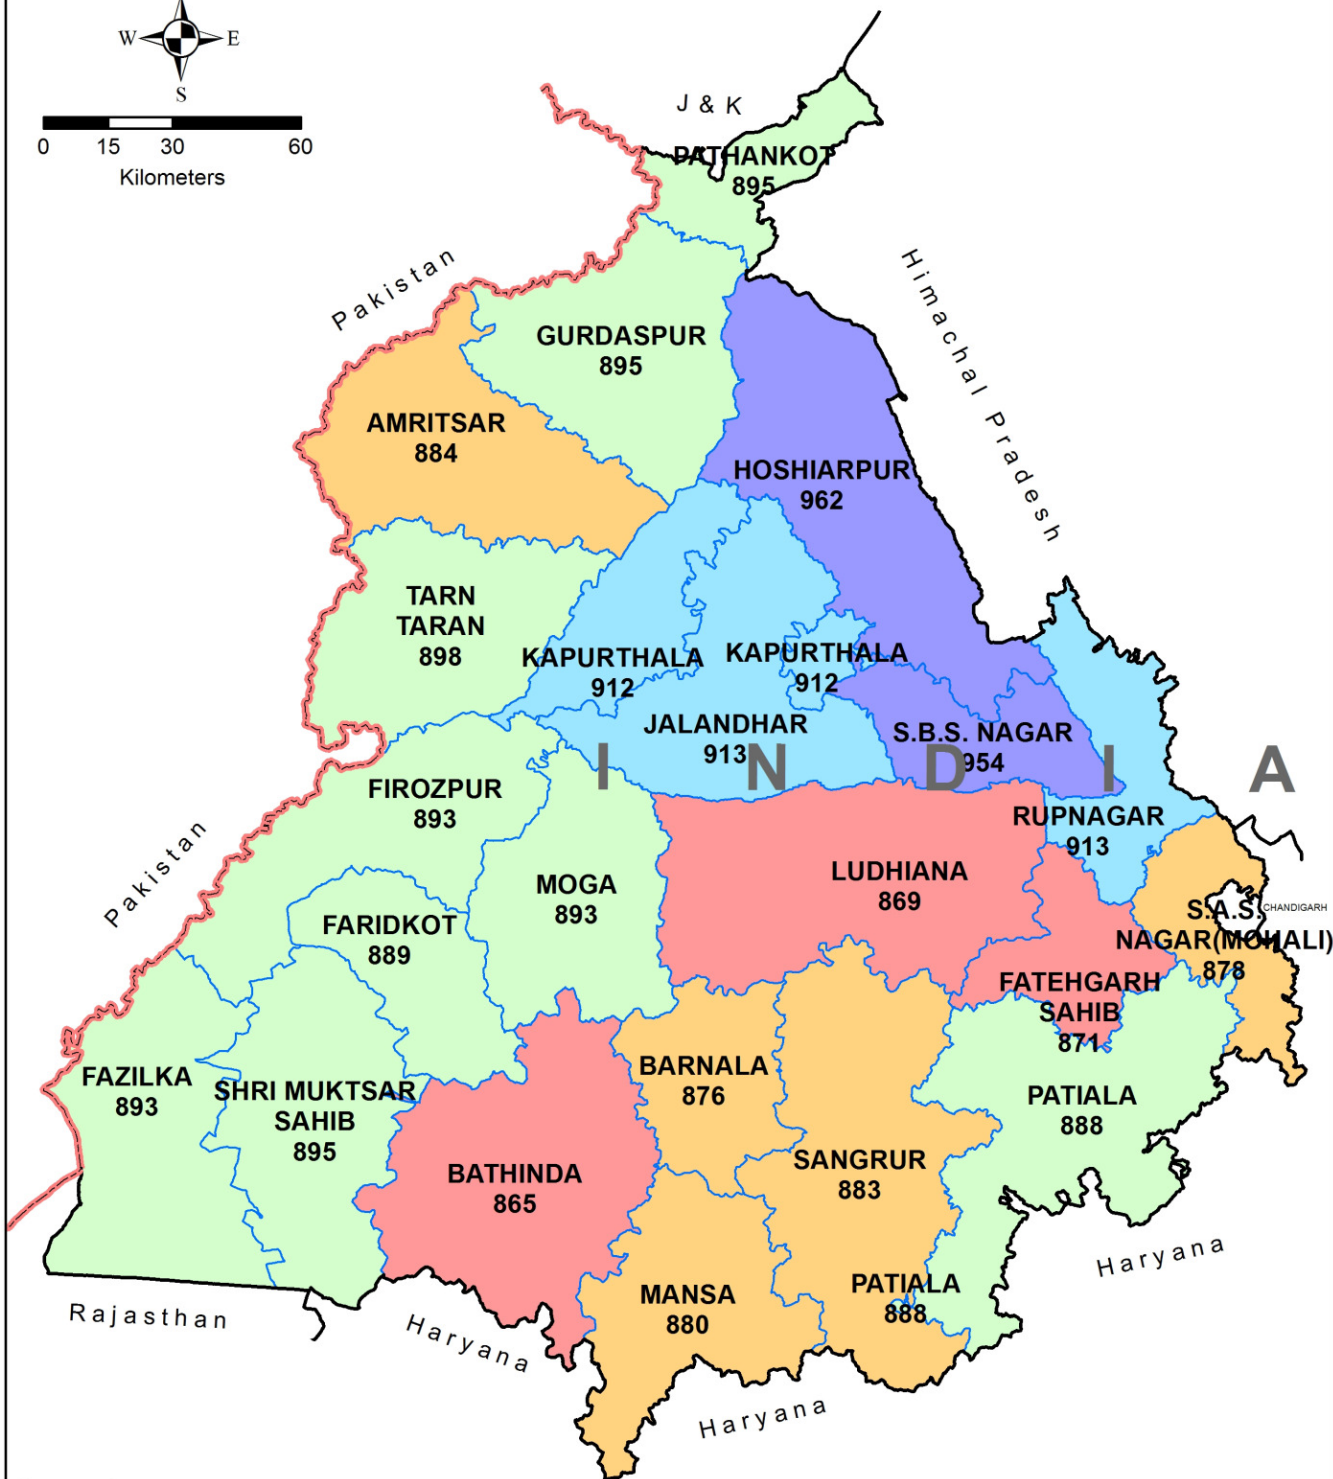 W E
S
0 15 30 60
Kilometers
J & K
PATHANKOT
895
Pakistan
Himachal Pradesh
GURDASPUR
895
AMRITSAR
884
HOSHIARPUR
962
TARN
TARAN
898
KAPURTHALA
912
KAPURTHALA
912
JALANDHAR
913
S.B.S. NAGAR
954
I N D I A
FIROZPUR
893
RUPNAGAR
913
Pakistan
LUDHIANA
869
MOGA
893
FARIDKOT
889
S.A.S.
NAGAR(MOHALI)
878
CHANDIGARH
FATEHGARH
SAHIB
871
FAZILKA
893
SHRI MUKTSAR
SAHIB
895
BARNALA
876
PATIALA
888
BATHINDA
865
SANGRUR
883
MANSA
880
PATIALA
888
Haryana
Rajasthan
Haryana
Haryana